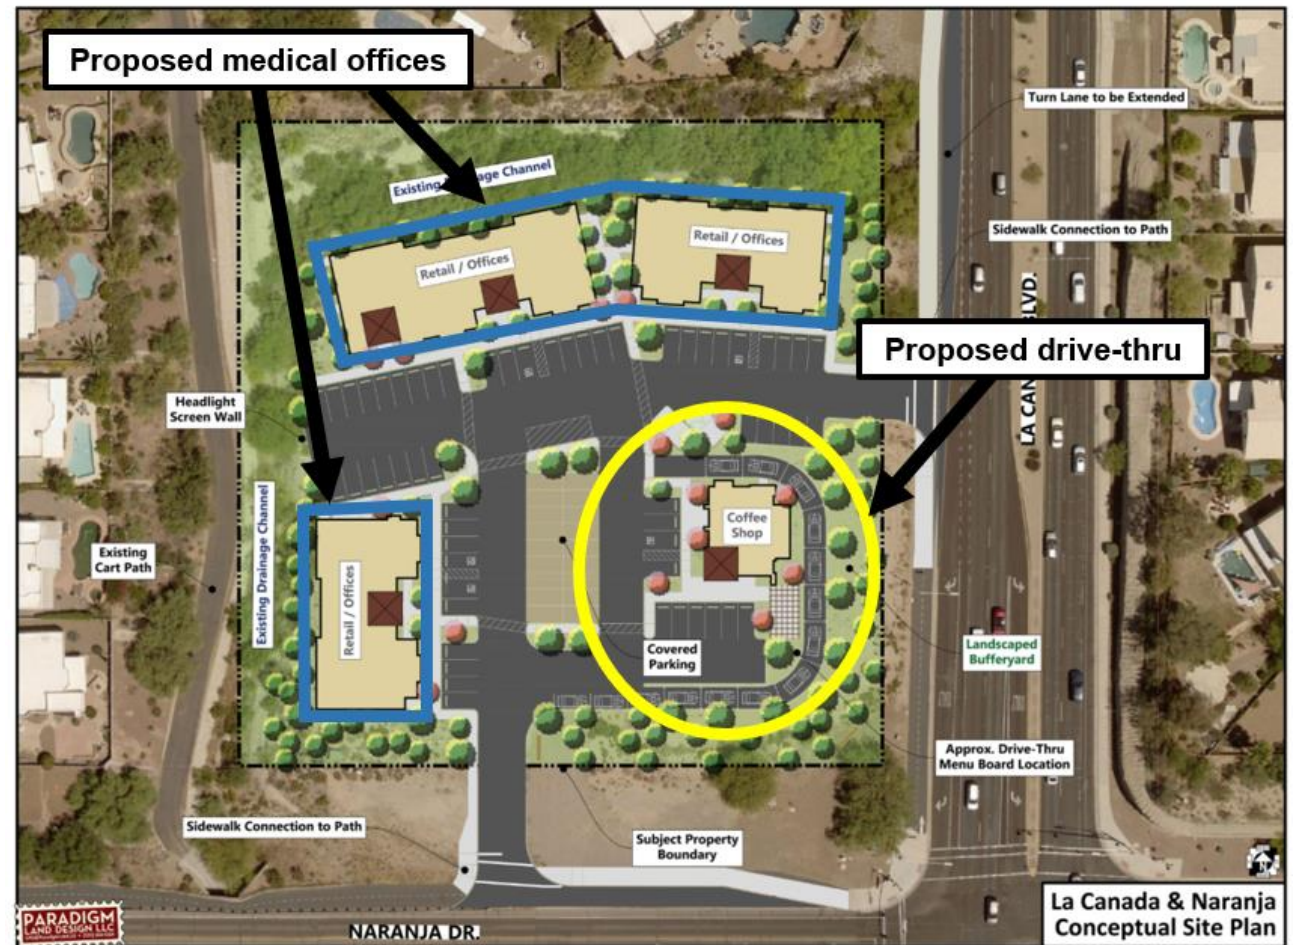 Proposed medical offices
Turn Lane to be Extended
Existing
age Channel
Sidewalk Connection to Path
Retail / Offices
Retail / Offices
LA CAN
BLVD.
Proposed drive-thru
Headlight
Screen Wall
Coffee
Shop
Existing Drainage Channel
Existing
Cart Path
Retail / Offices
Covered
Parking
Landscaped
Bufferyard
Approx. Drive-Thru
Menu Board Location
Sidewalk Connection to Path
Subject Property
Boundary
La Canada & Naranja
Conceptual Site Plan
PARADIGM
LAND DESIGN LLC
NARANJA DR.